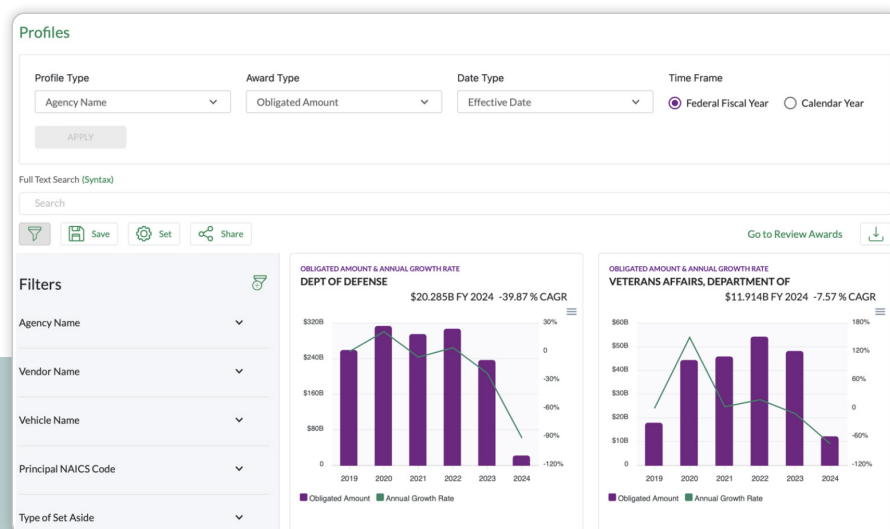 Profiles
Profile Type
Award Type
Date Type
Time Frame
Agency Name
Obligated Amount
Effective Date
Federal Fiscal Year
Calendar Year
APPLY
Full Text Search (Syntax)
Search
Save
Set
Share
Go to Review Awards
Filters
Agency Name
Vendor Name
Vehicle Name
Principal NAICS Code
Type of Set Aside
OBLIGATED AMOUNT & ANNUAL GROWTH RATE
DEPT OF DEFENSE
$20.285B FY 2024 -39.87 % CAGR
$320B
$240B
$160B
$80B
0
30%
0
-30%
-60%
-90%
-120%
2019 2020 2021 2022 2023 2024
Obligated Amount Annual Growth Rate
OBLIGATED AMOUNT & ANNUAL GROWTH RATE
VETERANS AFFAIRS, DEPARTMENT OF
$11.914B FY 2024 -7.57 % CAGR
$60B
$50B
$40B
$30B
$20B
$10B
0
180%
120%
60%
0
-60%
-120%
2019 2020 2021 2022 2023 2024
Obligated Amount Annual Growth Rate